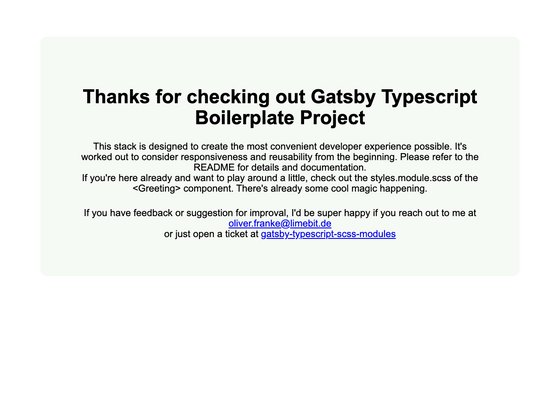 Thanks for checking out Gatsby Typescript
Boilerplate Project
This stack is designed to create the most convenient developer experience possible. It's
worked out to consider responsiveness and reusability from the beginning. Please refer to the
README for details and documentation.
If you're here already and want to play around a little, check out the styles.module.scss of the
<Greeting> component. There's already some cool magic happening.
If you have feedback or suggestion for improval, I'd be super happy if you reach out to me at
oliver.franke@limebit.de
or just open a ticket at gatsby-typescript-scss-modules